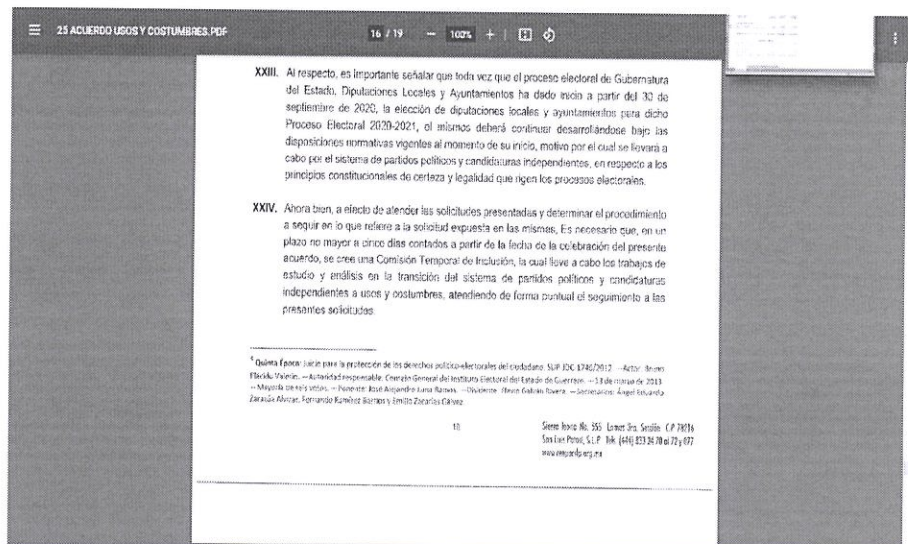 25 ACUERDO USOS Y COSTUMBRES.PDF
16 / 19
100%
XXIII. Al respecto, es importante señalar que toda vez que el proceso electoral de Gubernatura
del Estado, Diputaciones Locales y Ayuntamientos ha dado inicio a partir del 30 de
septiembre de 2020, la elección de diputaciones locales y ayuntamientos para dicho
Proceso Electoral 2020-2021, el mismos deberá continuar desarrollándose bajo las
disposiciones normativas vigentes al momento de su inicio, motivo por el cual se llevará a
cabo por el sistema de partidos políticos y candidaturas independientes, en respecto a los
principios constitucionales de certeza y legalidad que rigen los procesos electorales.
XXIV. Ahora bien, a efecto de atender las solicitudes presentadas y determinar el procedimiento
a seguir en lo que refiere a la solicitud expuesta en las mismas, Es necesario que, en un
plazo no mayor a cinco días contados a partir de la fecha de la celebración del presente
acuerdo, se cree una Comisión Temporal de Inclusión, la cual lleve a cabo los trabajos de
estudio y análisis en la transición del sistema de partidos políticos y candidaturas
independientes a usos y costumbres, atendiendo de forma puntual el seguimiento a las
presentes solicitudes.
Quinta Época: Juicio para la protección de los derechos político-electorales del ciudadano. SUP-JDC-1740/2012. —Actor: Bruno
Plácido Valerio. —Autoridad responsable: Consejo General del Instituto Electoral del Estado de Guerrero. —13 de marzo de 2013.
—Mayoría de seis votos. —Ponente: José Alejandro Luna Ramos. —Disidente: Flavio Galván Rivera. —Secretarios: Ángel Eduardo
Zarazúa Alvizar, Fernando Ramírez Barrios y Emilio Zacarías Gálvez.
Sierra Leona No. 555 Lomas 3ra. Sección C.P 78216
San Luis Potosí, S.L.P. Tels. (444) 833 24 70 al 72 y 077